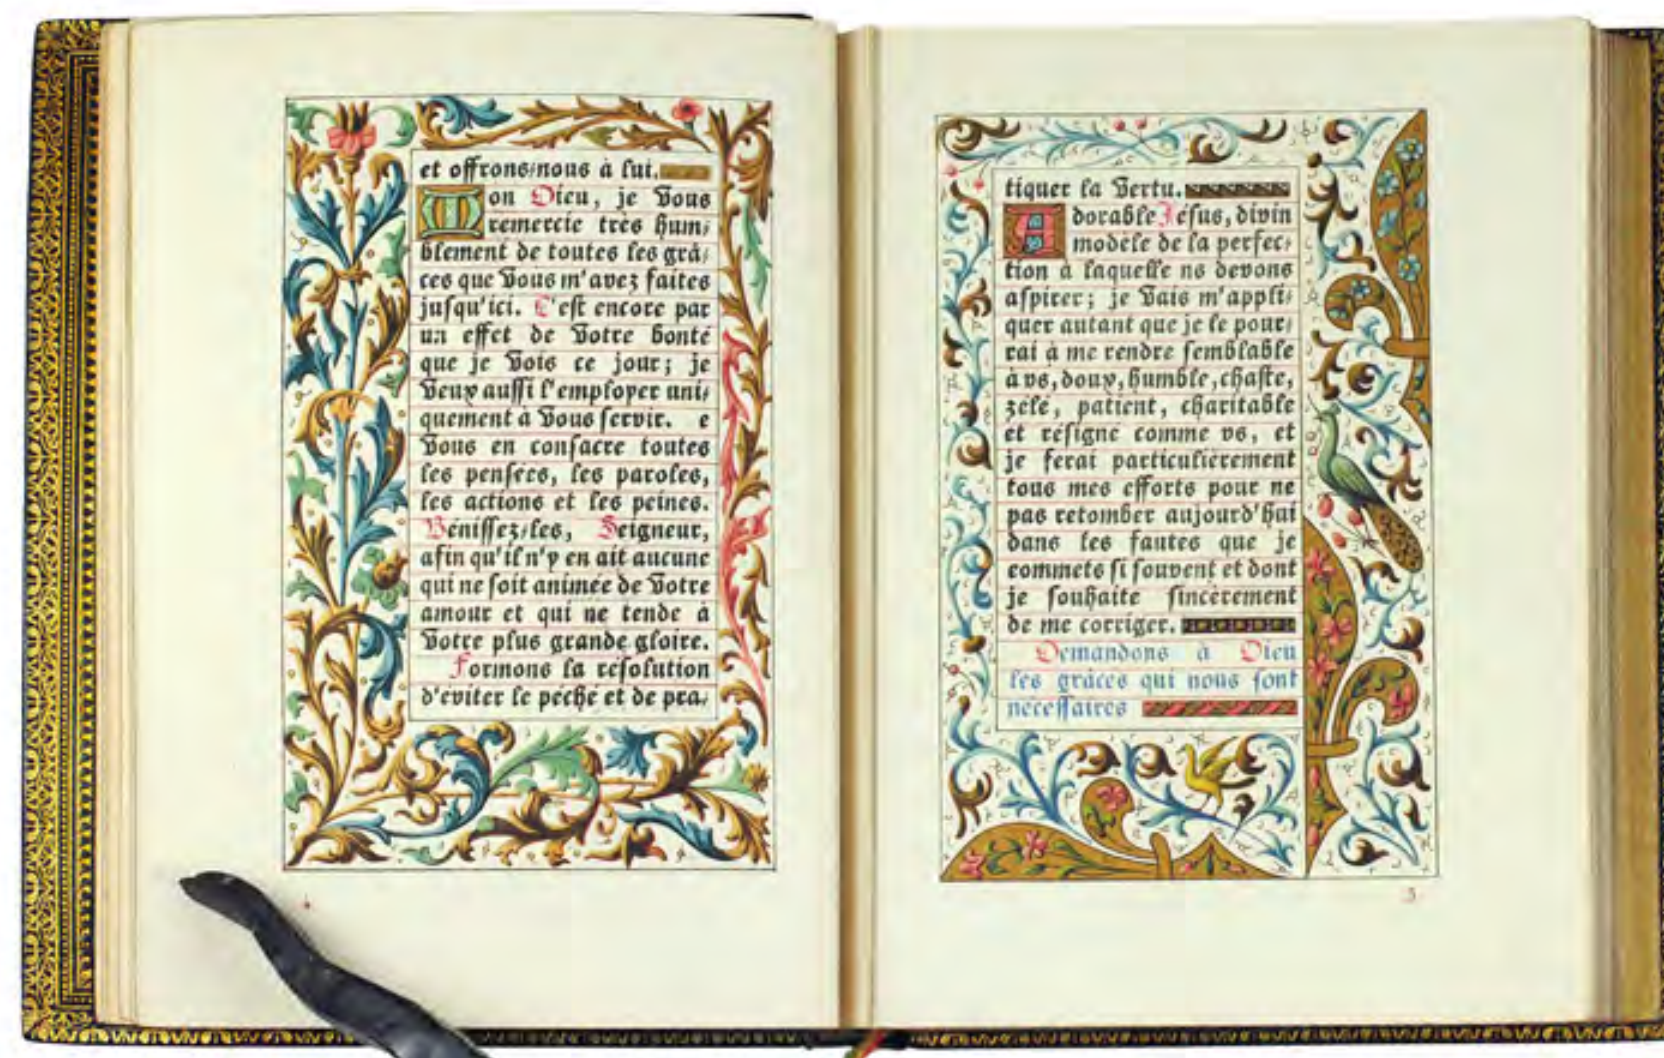 et offrons-nous à lui.
Mon Dieu, je Vous
remercie très hum-
blement de toutes les grâ-
ces que Vous m'avez faites
jusqu'ici. C'est encore par
un effet de Votre bonté
que je Vois ce jour; je
Veux aussi l'employer uni-
quement à Vous servir. e
Vous en consacre toutes
les pensées, les paroles,
les actions et les peines.
Bénissez-les, Seigneur,
afin qu'il n'y en ait aucune
qui ne soit animée de Votre
amour et qui ne tende à
Votre plus grande gloire.
Formons la résolution
d'éviter le péché et de pra-
tiquer la Vertu.
Adorable Jésus, divin
modèle de la perfec-
tion à laquelle ns devons
aspirer; je Vais m'appli-
quer autant que je le pour-
rai à me rendre semblable
à vs, doux, humble, chaste,
zélé, patient, charitable
et résigné comme vs, et
je ferai particulièrement
tous mes efforts pour ne
pas retomber aujourd'hui
dans les fautes que je
commets si souvent et dont
je souhaite sincèrement
de me corriger.
Demandons à Dieu
les grâces qui nous sont
nécessaires
5